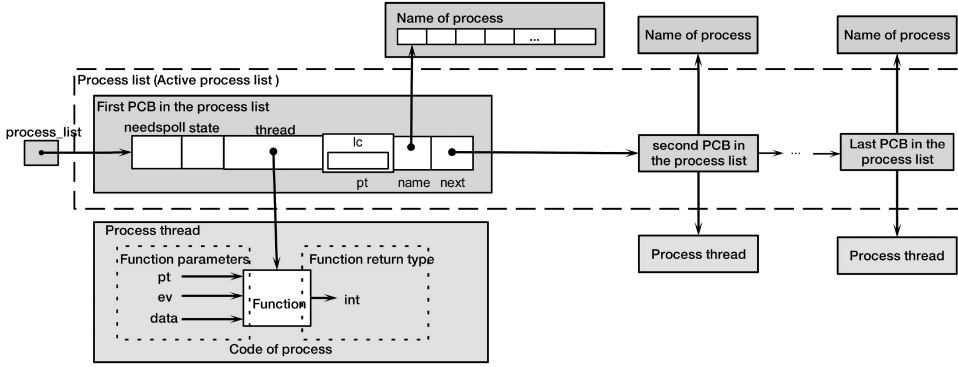 Name of process
...
Name of process
Name of process
Process list (Active process list )
First PCB in the process list
process_list
needspoll state
thread
lc
pt
name
next
second PCB in
the process list
...
Last PCB in the
process list
Process thread
Function parameters
Function return type
pt
ev
data
Function
int
Code of process
Process thread
Process thread